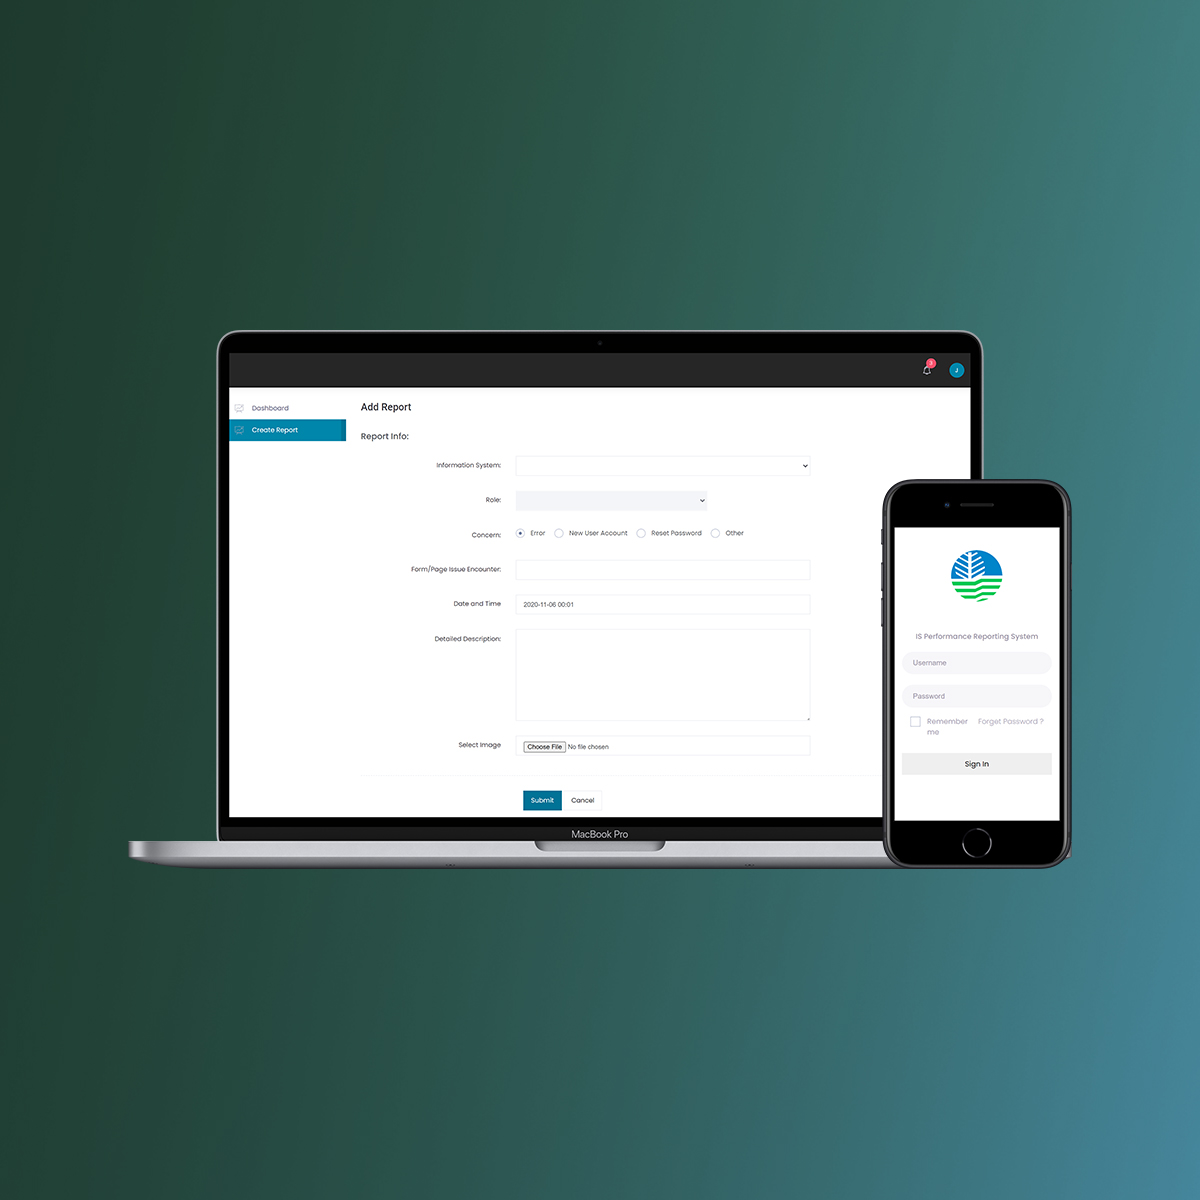 3
J
Dashboard
Create Report
Add Report
Report Info:
Information System:
Role:
Concern:
Error
New User Account
Reset Password
Other
Form/Page Issue Encounter:
Date and Time
2020-11-06 00:01
Detailed Description:
Select Image
Choose File No file chosen
Submit
Cancel
MacBook Pro
IS Performance Reporting System
Username
Password
Remember me
Forget Password ?
Sign In